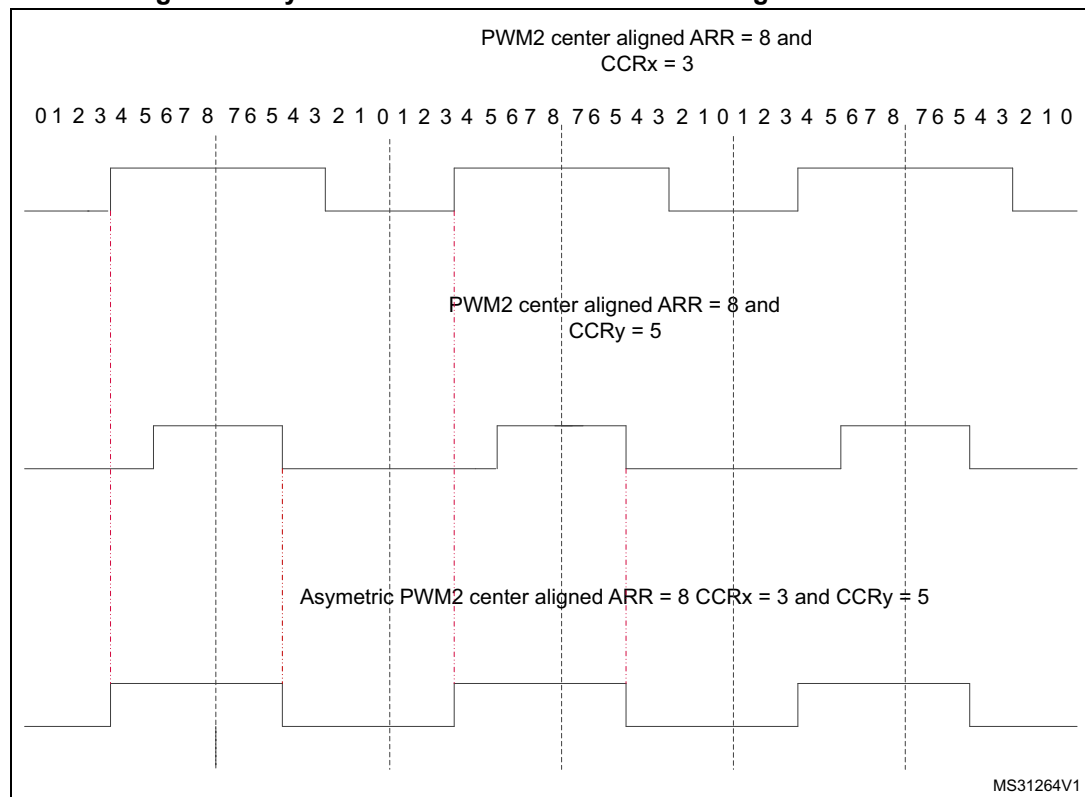 PWM2 center aligned ARR = 8 and
CCRx = 3
0 1 2 3 4 5 6 7 8 7 6 5 4 3 2 1 0 1 2 3 4 5 6 7 8 7 6 5 4 3 2 1 0 1 2 3 4 5 6 7 8 7 6 5 4 3 2 1 0
PWM2 center aligned ARR = 8 and
CCRy = 5
Asymetric PWM2 center aligned ARR = 8 CCRx = 3 and CCRy = 5
MS31264V1